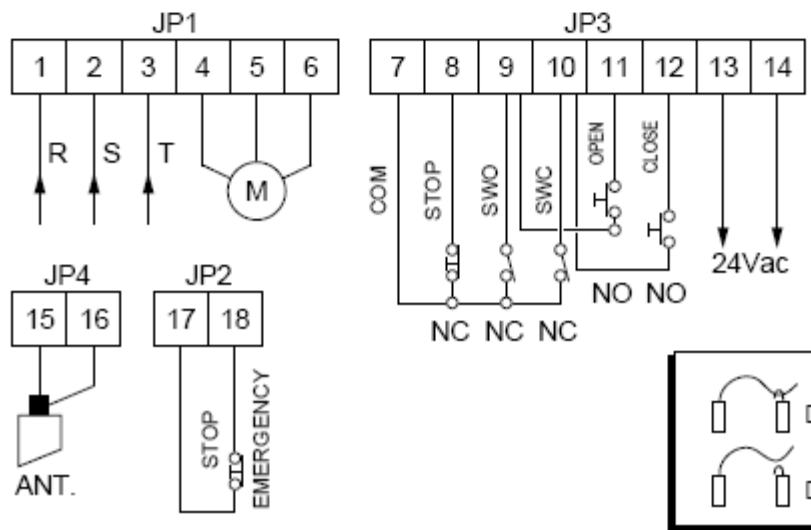 JP1
1 2 3 4 5 6
R S T
M
JP3
7 8 9 10 11 12 13 14
COM
STOP
SWO
SWC
OPEN
CLOSE
24Vac
NO NO
NC NC NC
JP4
15 16
ANT.
JP2
17 18
STOP
EMERGENCY